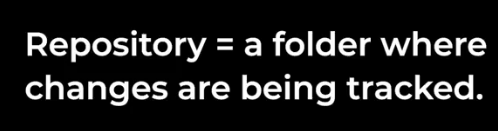 Repository = a folder where
changes are being tracked.